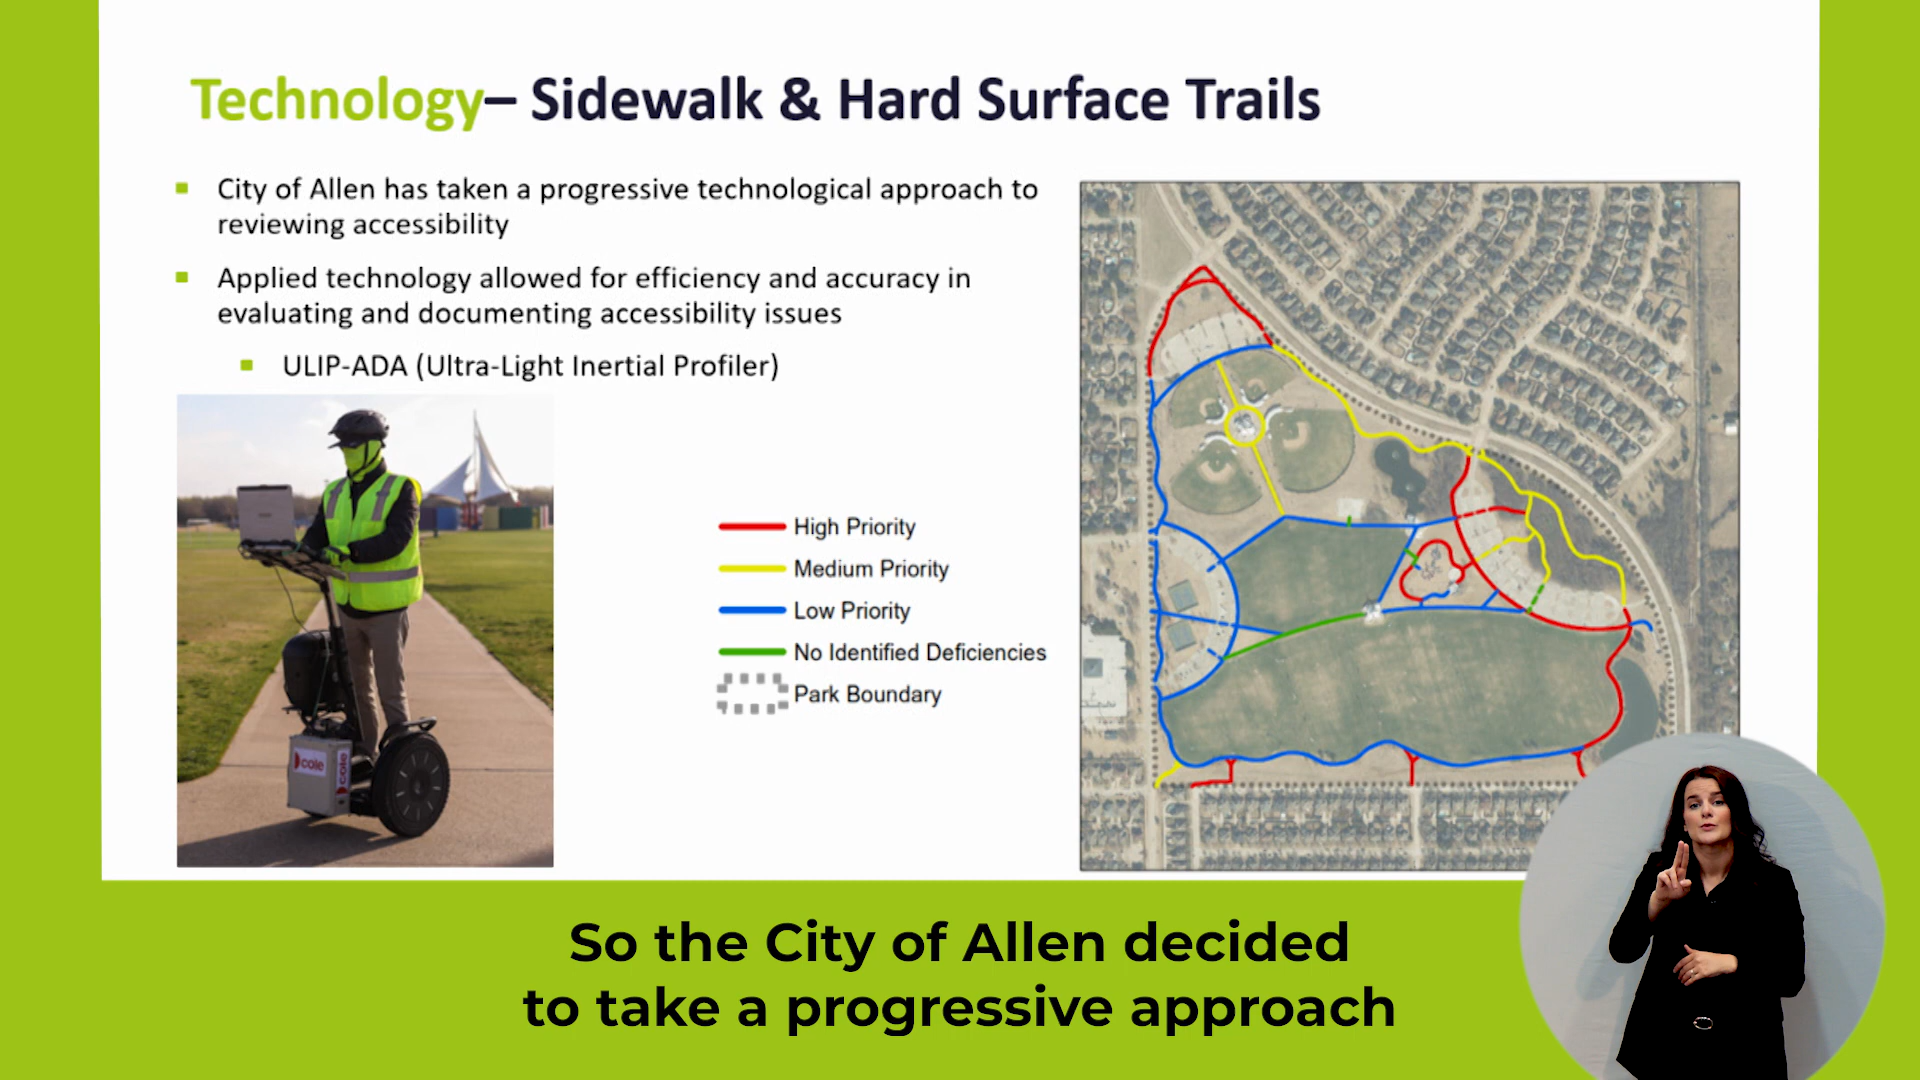 Technology– Sidewalk & Hard Surface Trails
City of Allen has taken a progressive technological approach to
reviewing accessibility
Applied technology allowed for efficiency and accuracy in
evaluating and documenting accessibility issues
ULIP-ADA (Ultra-Light Inertial Profiler)
High Priority
Medium Priority
Low Priority
No Identified Deficiencies
Park Boundary
cole
cole
So the City of Allen decided
to take a progressive approach